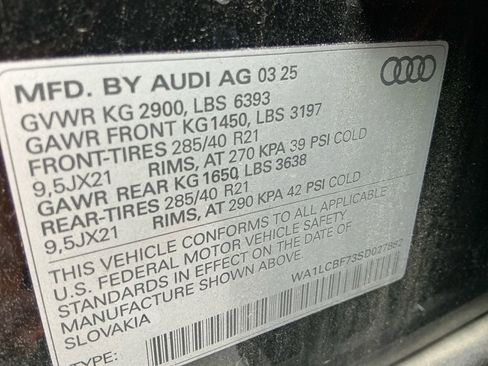 MFD. BY AUDI AG 03 25
GVWR KG 2900, LBS 6393
GAWR FRONT KG1450, LBS 3197
FRONT-TIRES 285/40 R21
9,5JX21 RIMS, AT 270 KPA 39 PSI COLD
GAWR REAR KG 1650, LBS 3638
REAR-TIRES 285/40 R21
9,5JX21 RIMS, AT 290 KPA 42 PSI COLD
THIS VEHICLE CONFORMS TO ALL APPLICABLE
U.S. FEDERAL MOTOR VEHICLE SAFETY
STANDARDS IN EFFECT ON THE DATE OF
MANUFACTURE SHOWN ABOVE.
SLOVAKIA
TYPE: